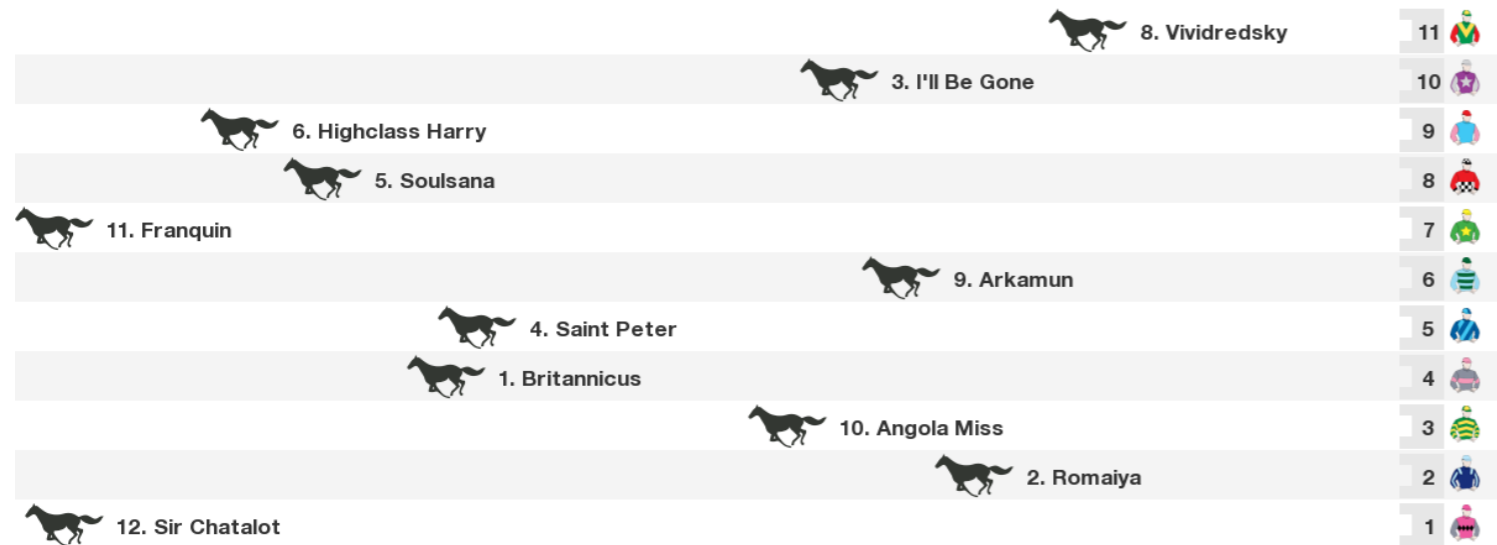 8. Vividredsky 11
3. I'll Be Gone 10
6. Highclass Harry 9
5. Soulsana 8
11. Franquin 7
9. Arkamun 6
4. Saint Peter 5
1. Britannicus 4
10. Angola Miss 3
2. Romaiya 2
12. Sir Chatalot 1